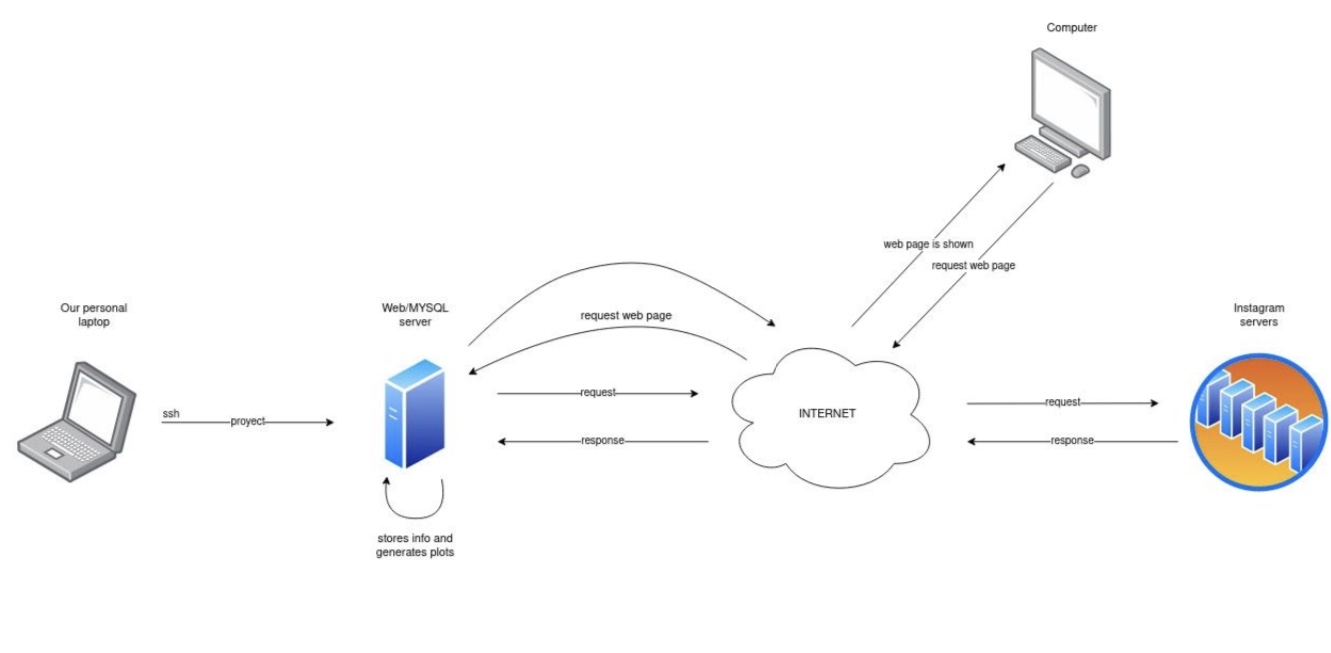 Computer
web page is shown
request web page
Our personal
laptop
Web/MYSQL
server
request web page
Instagram
servers
ssh
proyect
request
response
INTERNET
request
response
stores info and
generates plots